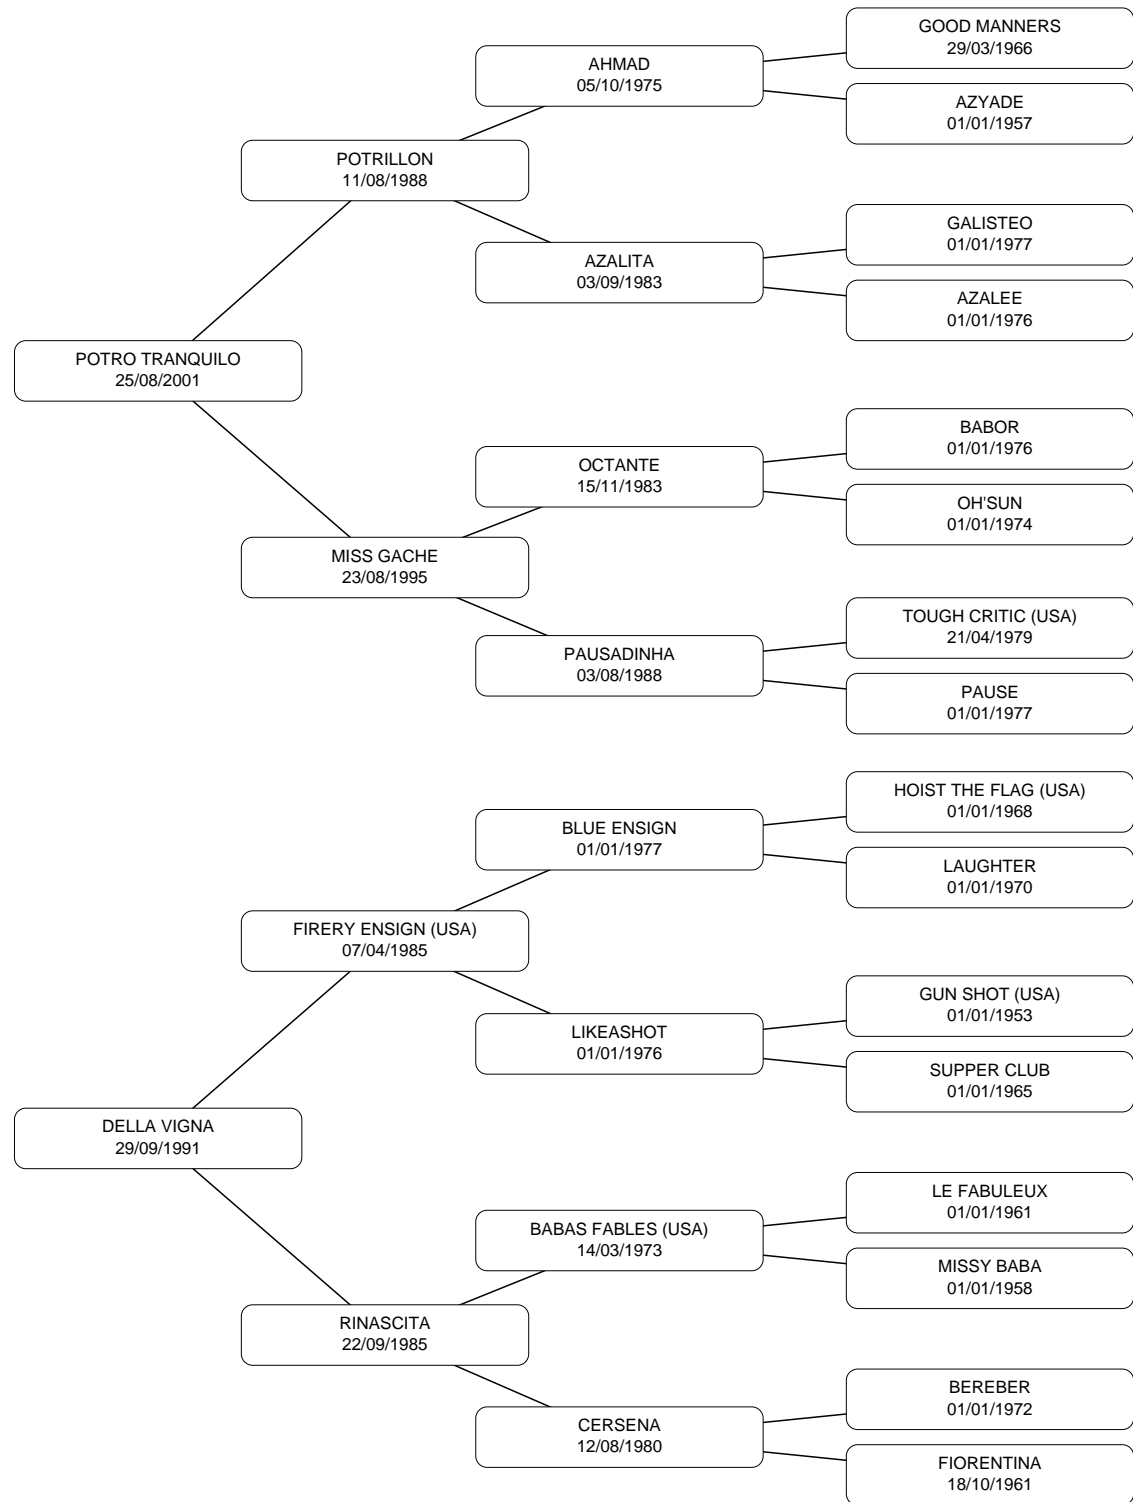 GOOD MANNERS
29/03/1966
AHMAD
05/10/1975
AZYADE
01/01/1957
POTRILLON
11/08/1988
GALISTEO
01/01/1977
AZALITA
03/09/1983
AZALEE
01/01/1976
POTRO TRANQUILO
25/08/2001
BABOR
01/01/1976
OCTANTE
15/11/1983
OH'SUN
01/01/1974
MISS GACHE
23/08/1995
TOUGH CRITIC (USA)
21/04/1979
PAUSADINHA
03/08/1988
PAUSE
01/01/1977
HOIST THE FLAG (USA)
01/01/1968
BLUE ENSIGN
01/01/1977
LAUGHTER
01/01/1970
FIRERY ENSIGN (USA)
07/04/1985
GUN SHOT (USA)
01/01/1953
LIKEASHOT
01/01/1976
SUPPER CLUB
01/01/1965
DELLA VIGNA
29/09/1991
LE FABULEUX
01/01/1961
BABAS FABLES (USA)
14/03/1973
MISSY BABA
01/01/1958
RINASCITA
22/09/1985
BEREBER
01/01/1972
CERSENA
12/08/1980
FIORENTINA
18/10/1961